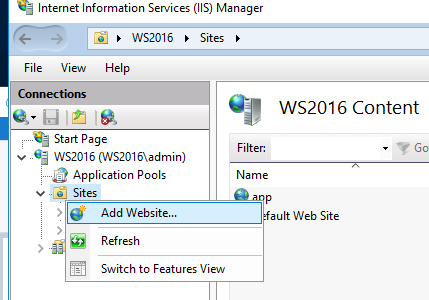 Internet Information Services (IIS) Manager
WS2016 Sites
File View Help
Connections
Start Page
WS2016 (WS2016\admin)
Application Pools
Sites
Add Website...
Refresh
Switch to Features View
WS2016 Content
Filter: Go
Name
app
efault Web Site